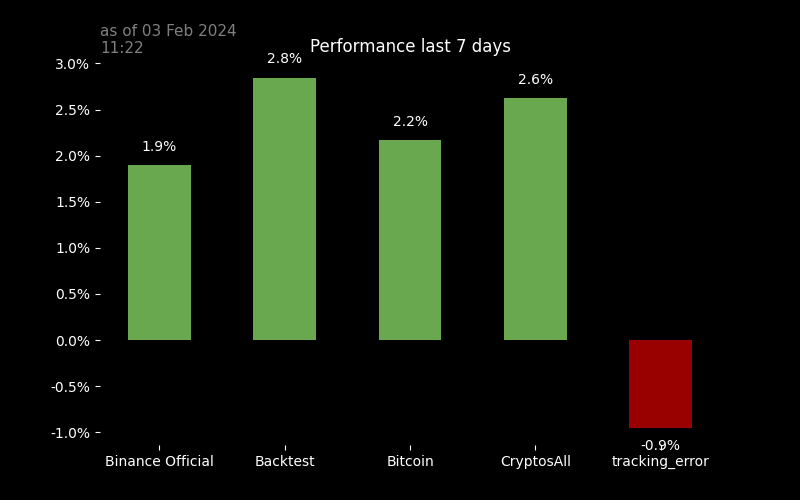 as of 03 Feb 2024
11:22
Performance last 7 days
3.0%
2.5%
2.0%
1.5%
1.0%
0.5%
0.0%
-0.5%
-1.0%
1.9%
2.8%
2.2%
2.6%
-0.9%
Binance Official
Backtest
Bitcoin
CryptosAll
tracking_error